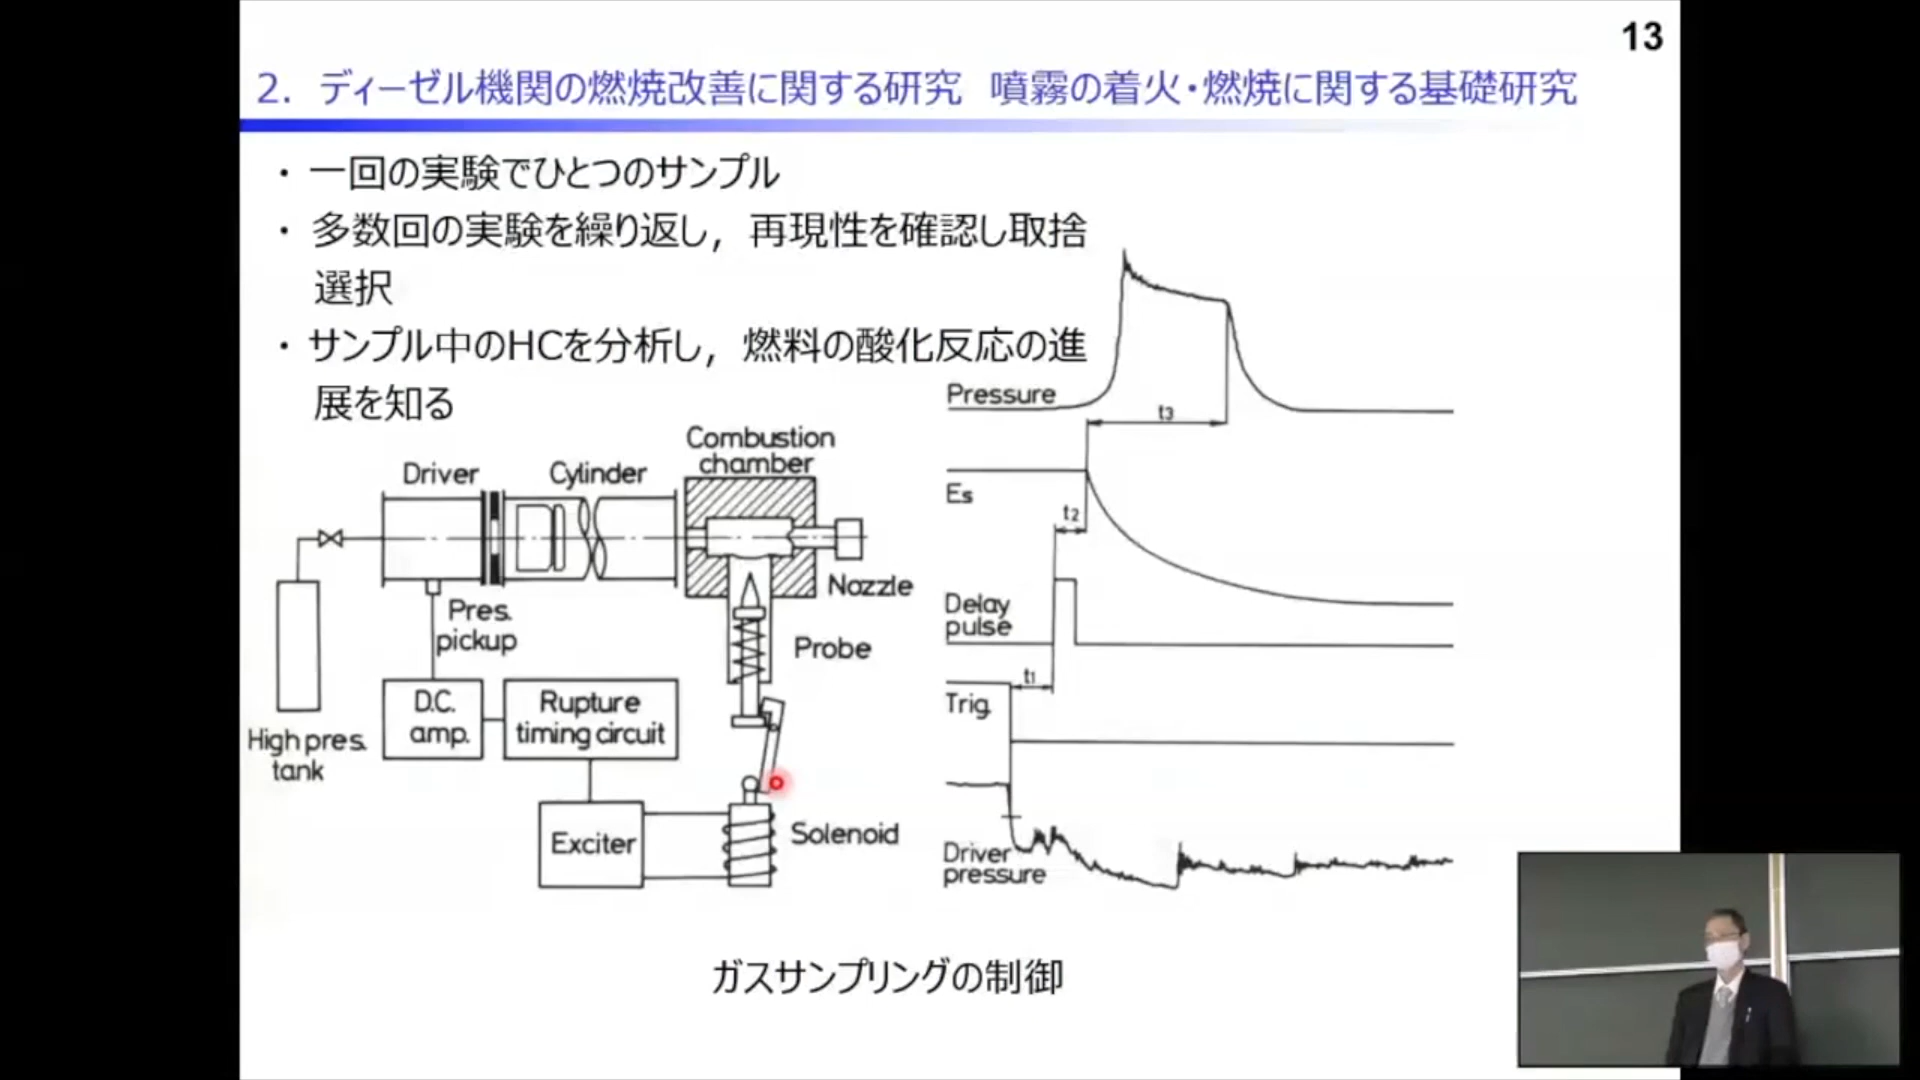 13
2. ディーゼル機関の燃焼改善に関する研究 噴霧の着火・燃焼に関する基礎研究
・ 一回の実験でひとつのサンプル
・ 多数回の実験を繰り返し，再現性を確認し取捨
選択
・ サンプル中のHCを分析し，燃料の酸化反応の進
展を知る
Driver
Cylinder
Combustion
chamber
Nozzle
Pres.
pickup
Probe
High pres.
tank
D.C.
amp.
Rupture
timing circuit
Exciter
Solenoid
Pressure
t3
Es
t2
Delay
pulse
t1
Trig.
Driver
pressure
ガスサンプリングの制御